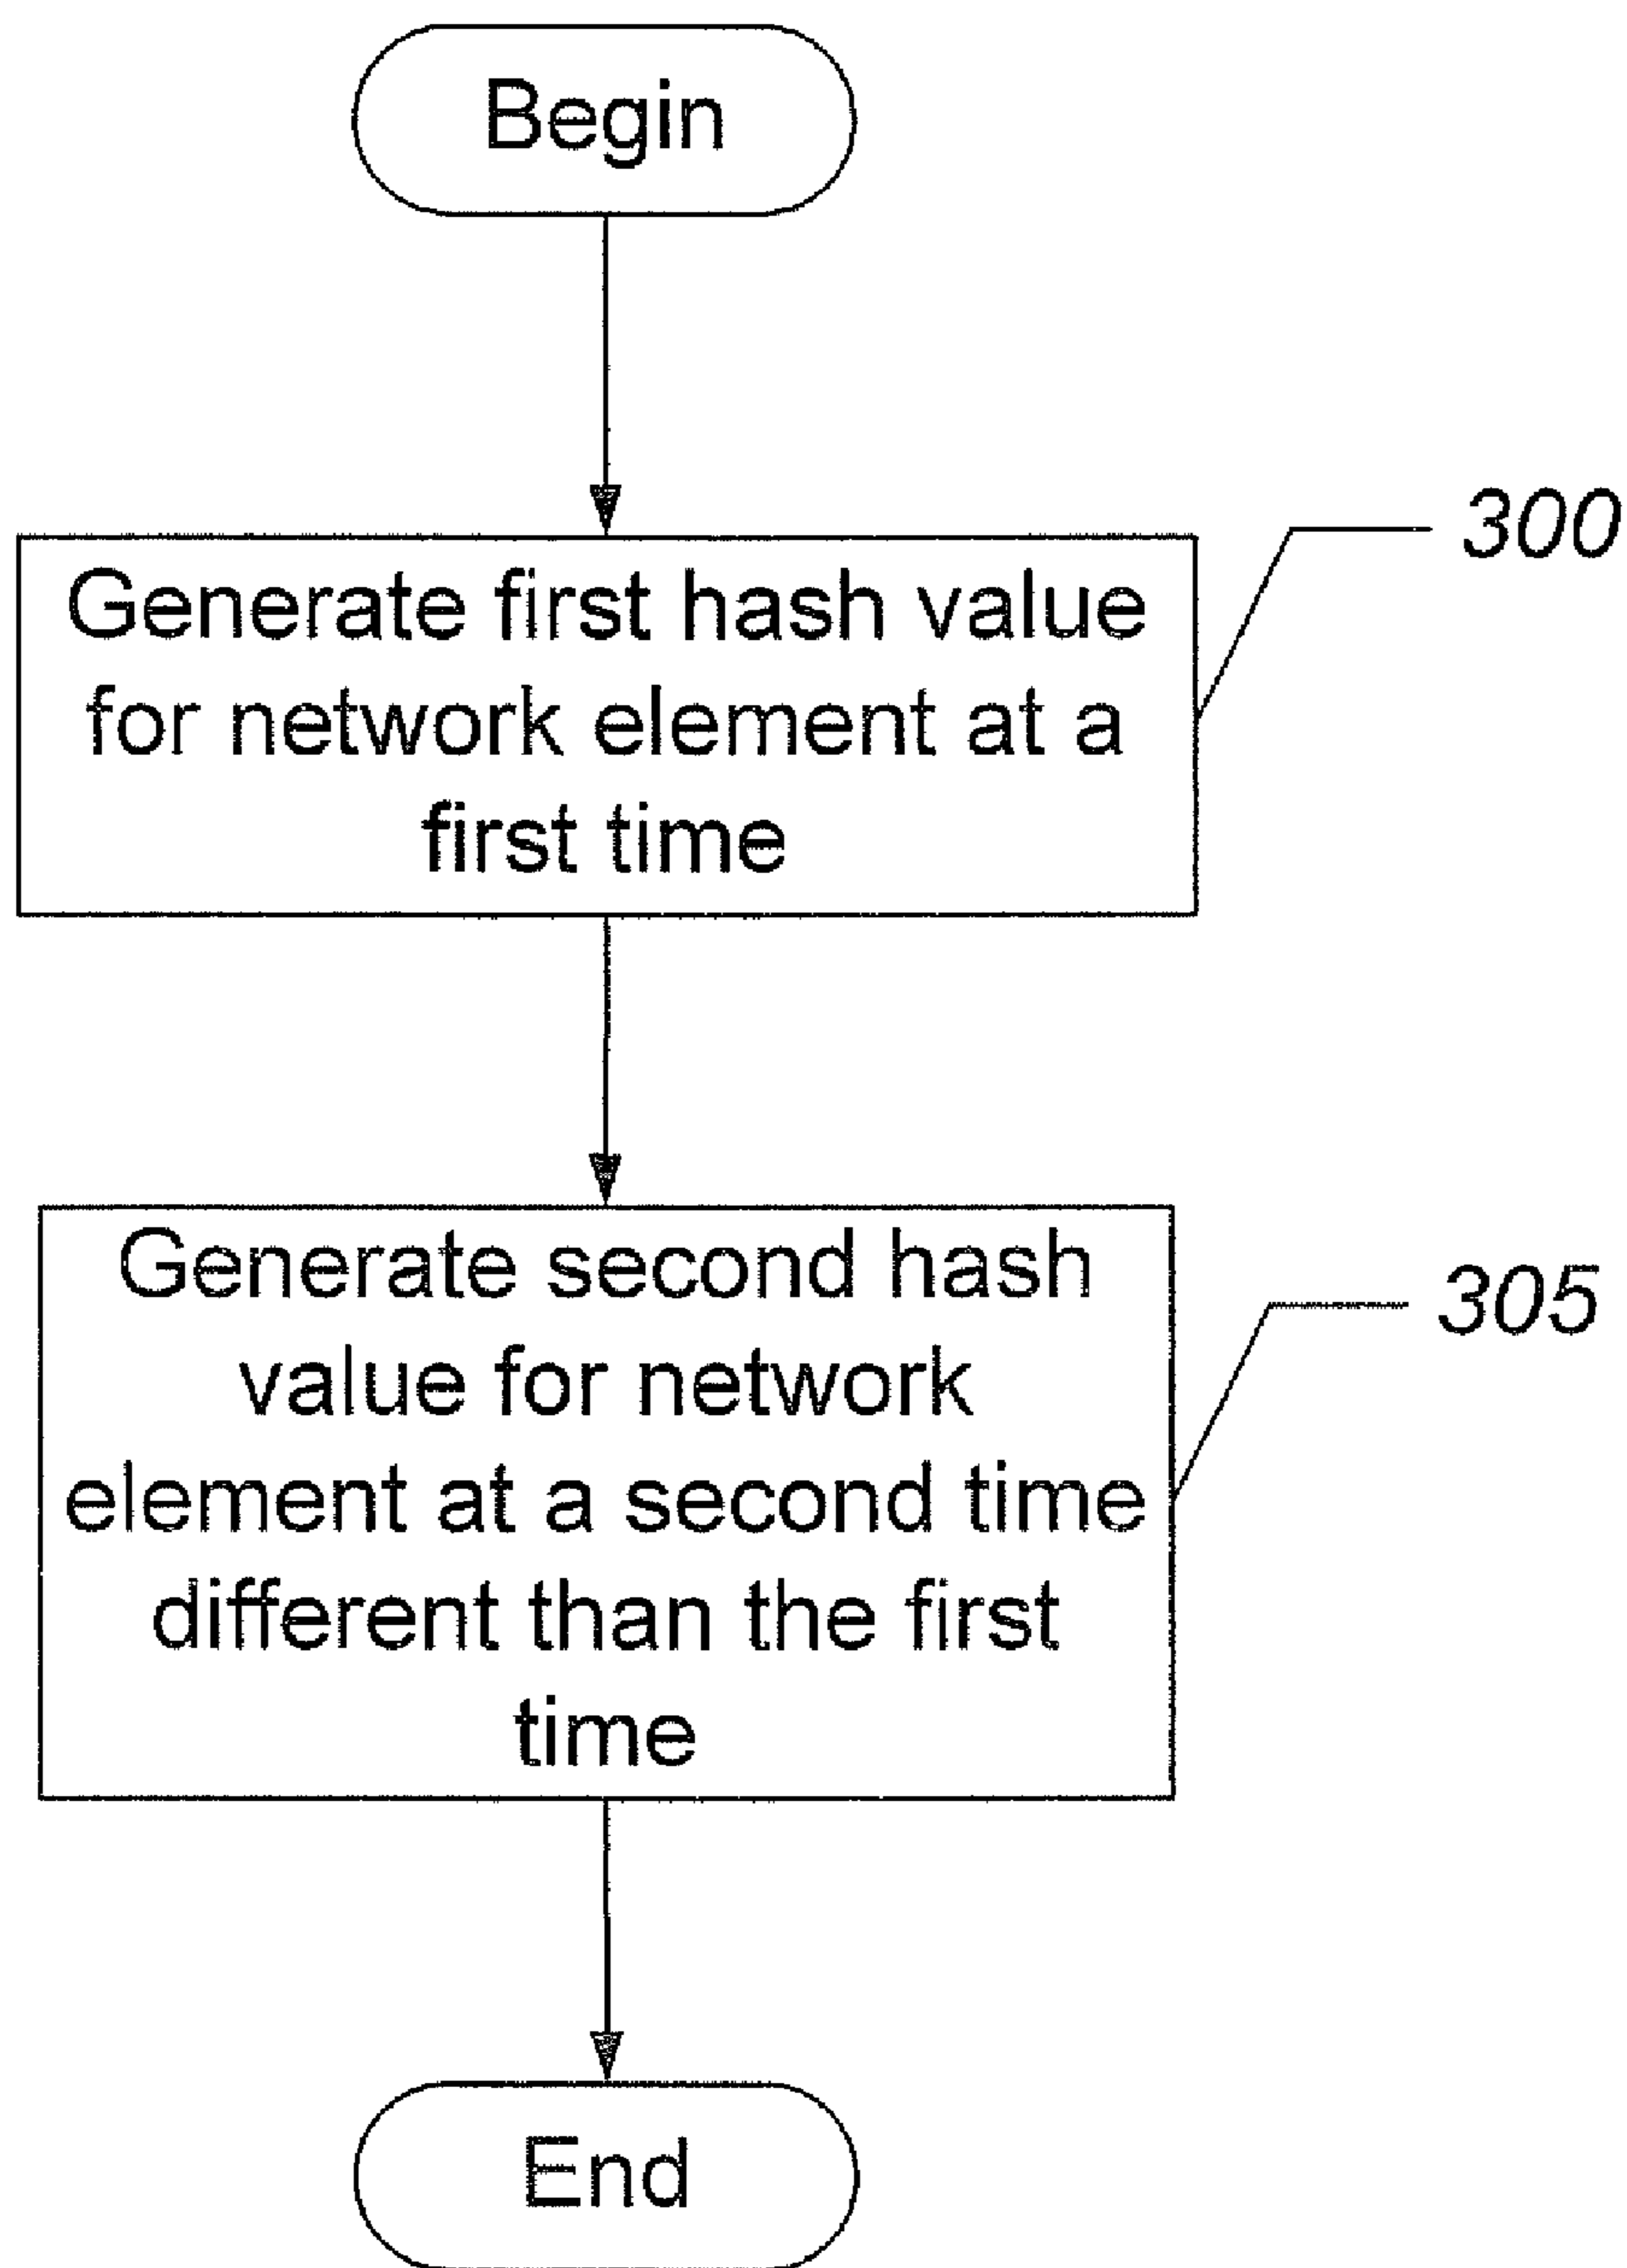 Begin
300
Generate first hash value
for network element at a
first time
305
Generate second hash
value for network
element at a second time
different than the first
time
End